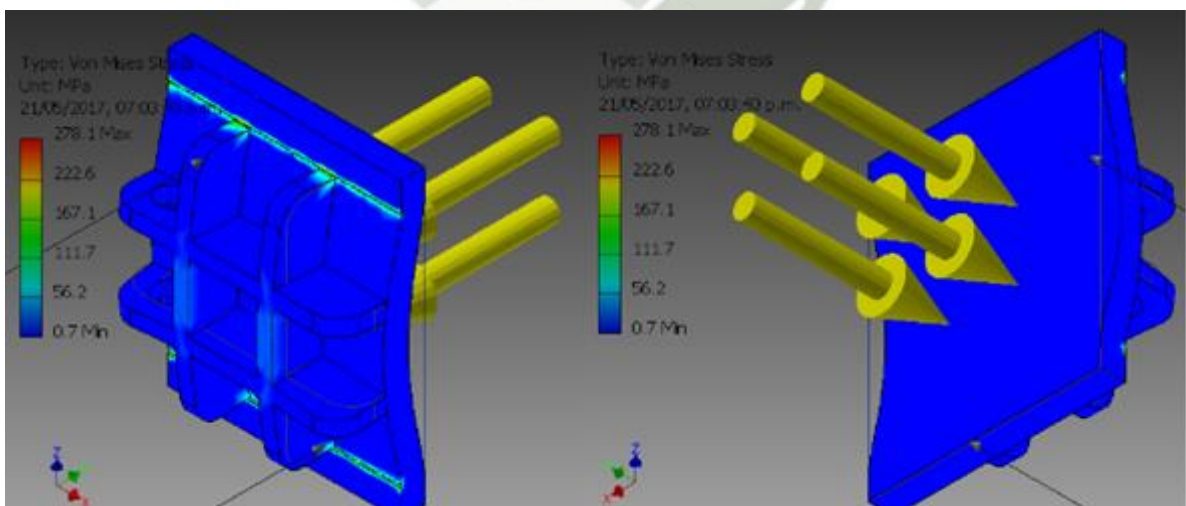 Type: Von Mises Stress
Unit: MPa
21/05/2017, 07:03:40 p.m.
278.1 Max
222.6
167.1
111.7
56.2
0.7 Min
Z
X
Type: Von Mises Stress
Unit: MPa
21/05/2017, 07:03:40 p.m.
278.1 Max
222.6
167.1
111.7
56.2
0.7 Min
Z
X